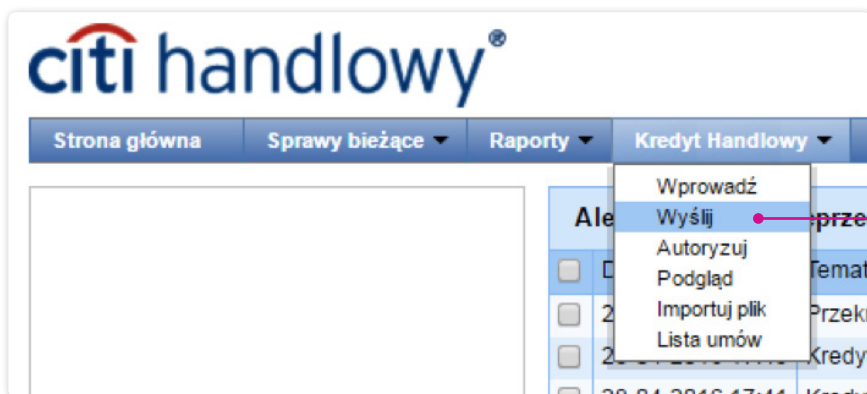 citi handlowy®
Strona główna Sprawy bieżące Raporty Kredyt Handlowy
Wprowadź
Wyślij
Autoryzuj
Podgląd
Importuj plik
Lista umów